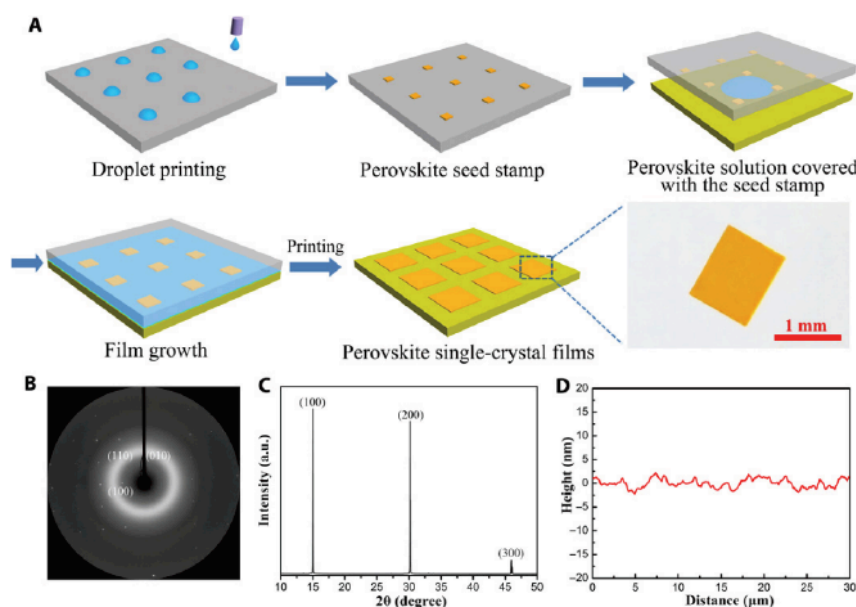 A
Droplet printing
Perovskite seed stamp
Perovskite solution covered
with the seed stamp
Printing
Film growth
Perovskite single-crystal films
1 mm
B
(110)
(010)
(100)
C
Intensity (a.u.)
(100)
(200)
(300)
10 15 20 25 30 35 40 45 50
2θ (degree)
D
Height (nm)
20
15
10
5
0
−5
−10
−15
−20
0 5 10 15 20 25 30
Distance (μm)